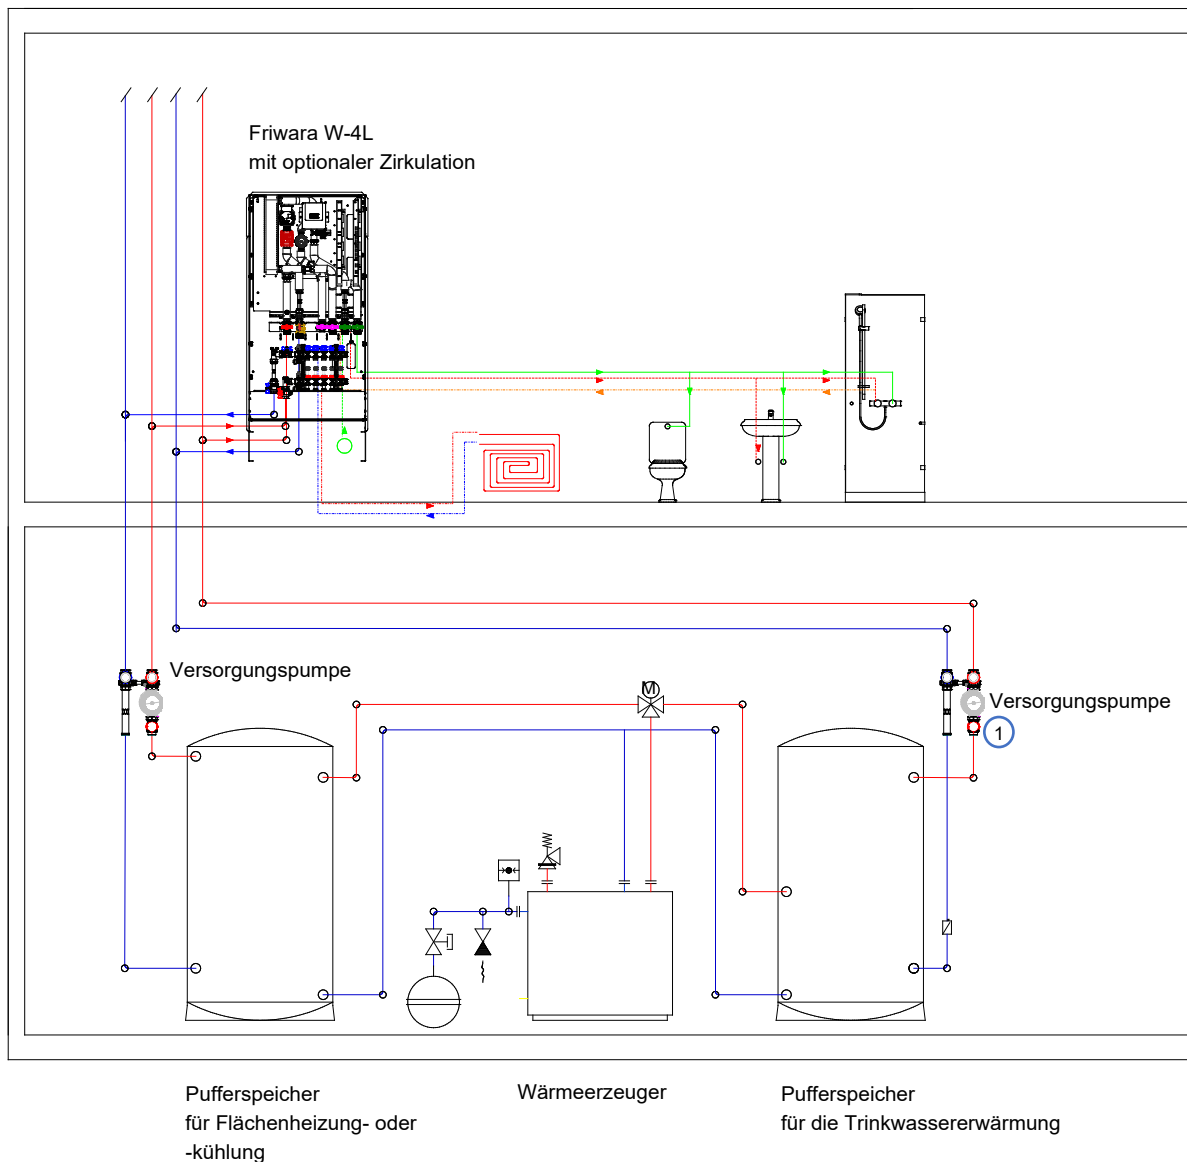 Friwara W-4L
mit optionaler Zirkulation
Versorgungspumpe
M
Versorgungspumpe
1
Pufferspeicher
für Flächenheizung- oder
-kühlung
Wärmeerzeuger
Pufferspeicher
für die Trinkwassererwärmung